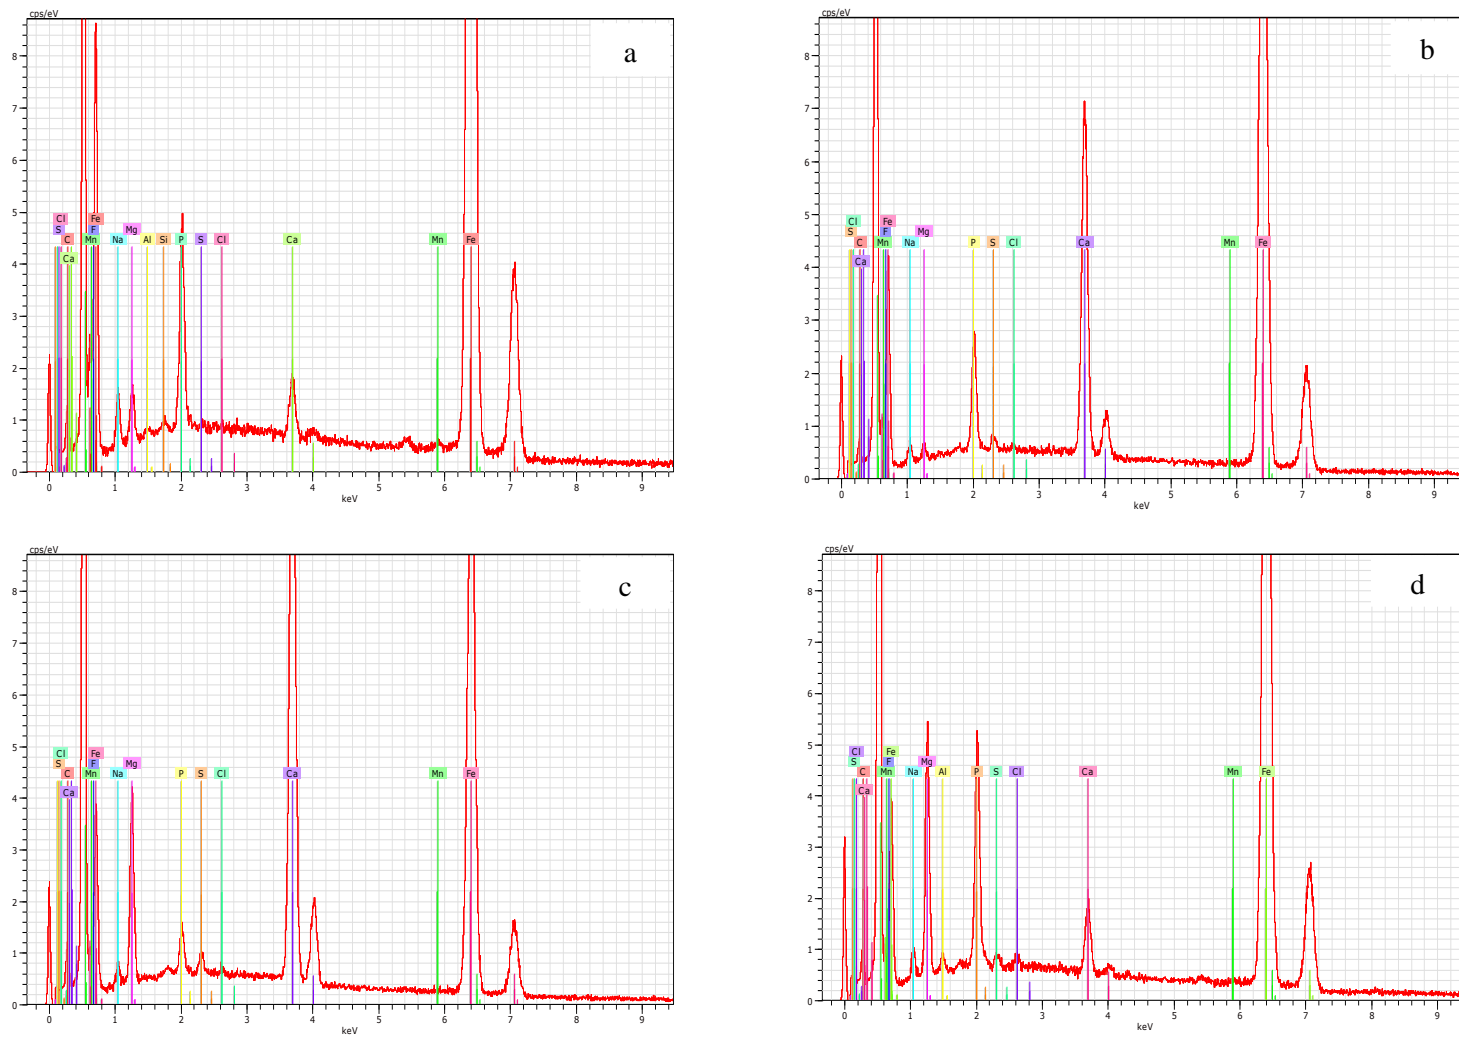 cps/eV
a
8
7
6
5
4
3
2
1
0
Cl Fe
S F Mg
C Mn Na Al Si P S Cl Ca Mn Fe
Ca
0 1 2 3 4 5 6 7 8 9
keV
cps/eV
b
8
7
6
5
4
3
2
1
0
Cl Fe
S F Mg
C Mn Na P S Cl Ca Mn Fe
Ca
0 1 2 3 4 5 6 7 8 9
keV
cps/eV
c
8
7
6
5
4
3
2
1
0
Cl Fe
S F Mg
C Mn Na P S Cl Ca Mn Fe
Ca
0 1 2 3 4 5 6 7 8 9
keV
cps/eV
d
8
7
6
5
4
3
2
1
0
Cl Fe
S F Mg
C Mn Na Al P S Cl Ca Mn Fe
Ca
0 1 2 3 4 5 6 7 8 9
keV